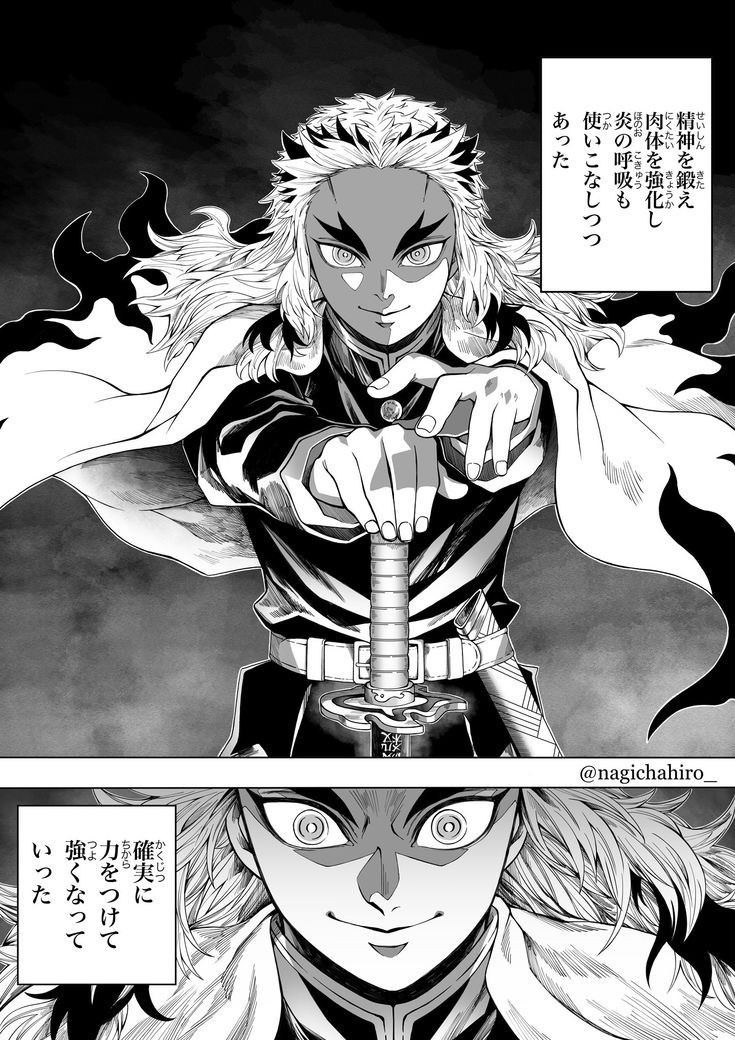 精神を鍛え
肉体を強化し
炎の呼吸も
使いこなしつつ
あった
@nagichahiro_
確実に
力をつけて
強くなって
いった